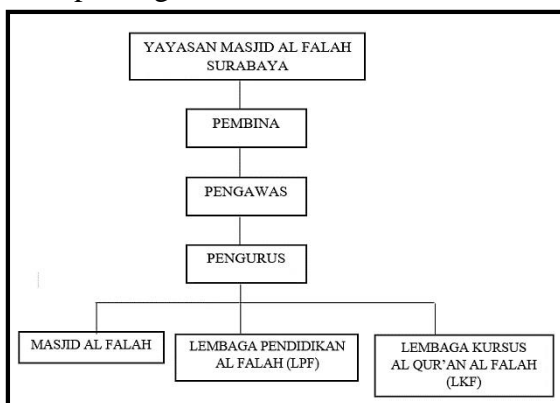 YAYASAN MASJID AL FALAH
SURABAYA
PEMBINA
PENGAWAS
PENGURUS
MASJID AL FALAH
LEMBAGA PENDIDIKAN
AL FALAH (LPF)
LEMBAGA KURSUS
AL QUR'AN AL FALAH
(LKF)